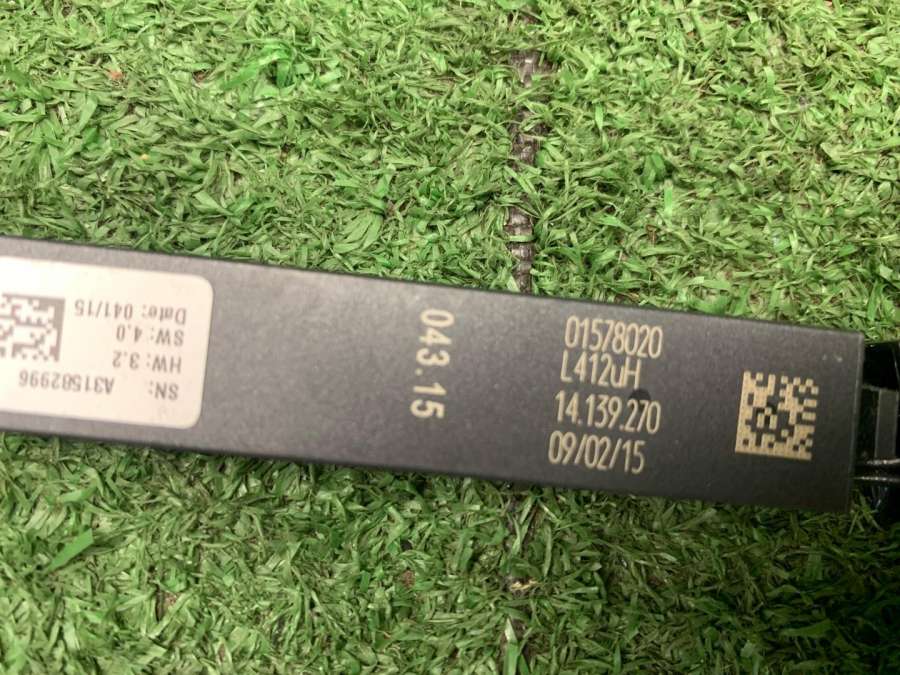 SN:
A31582996
HW: 3.2
SW: 4.0
Date: 041/15
043.15
01578020
L412uH
14.139.270
09/02/15